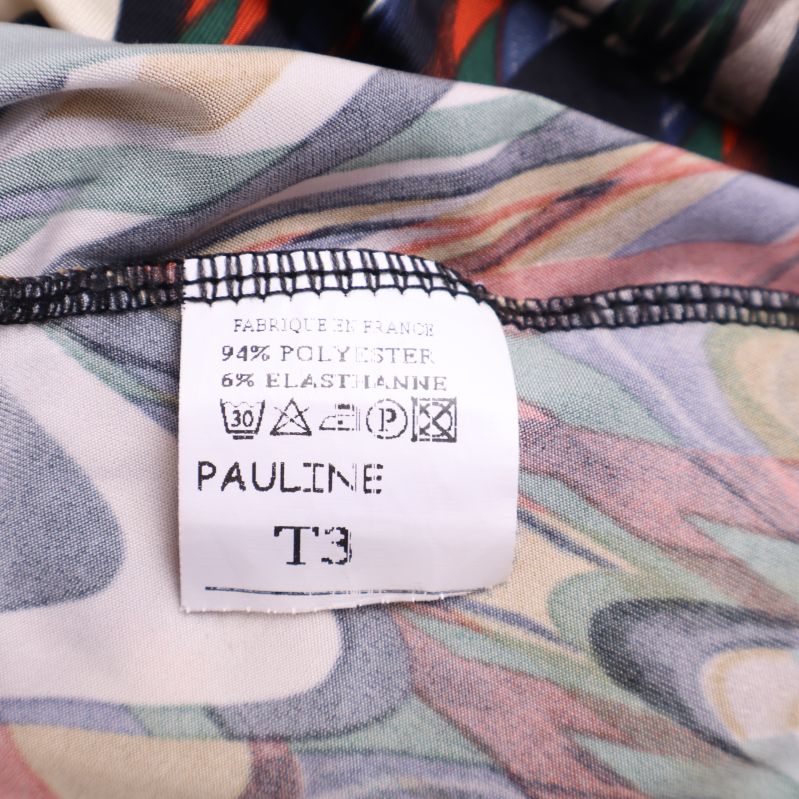 FABRIQUE EN FRANCE
94% POLYESTER
6% ELASTHANNE
30 P
PAULINE
T3